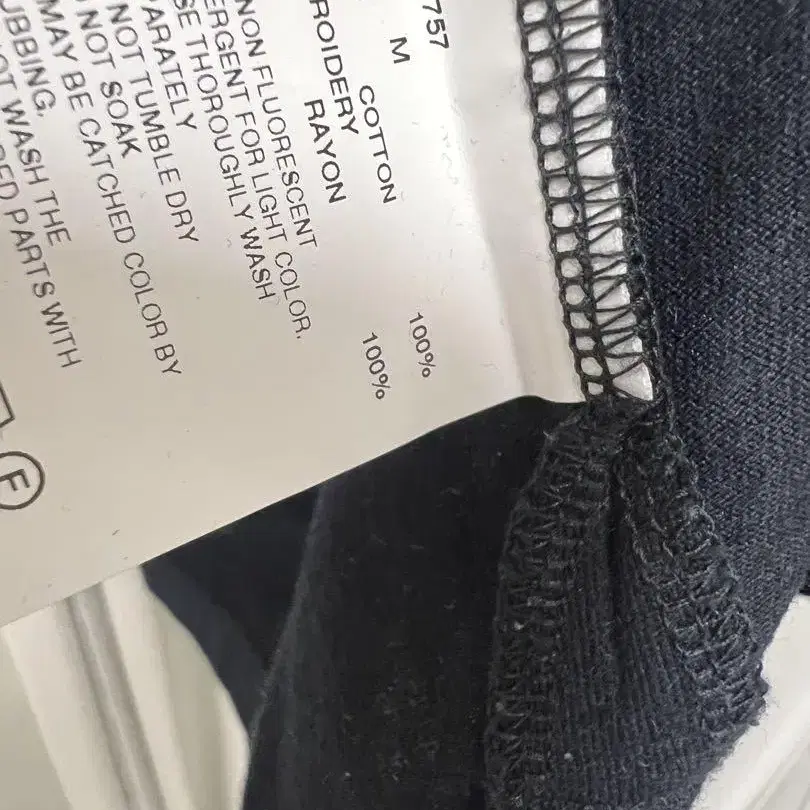 757
M
COTTON 100%
ROIDERY
RAYON 100%
NON FLUORESCENT
ERGENT FOR LIGHT COLOR.
SE THOROUGHLY WASH
ARATELY
NOT TUMBLE DRY
NOT SOAK
MAY BE CATCHED COLOR BY
UBBING.
OT WASH THE
PARTS WITH
F